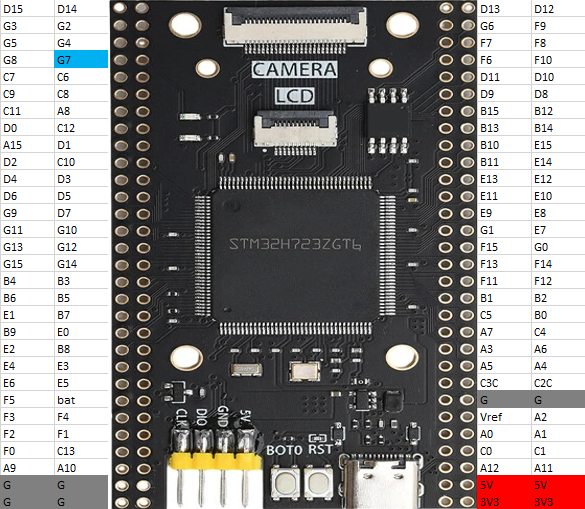 D15 D14 D13 D12
G3 G2 G6 F9
G5 G4 F7 F8
G8 G7 F6 F10
CAMERA
C7 C6 D11 D10
C9 C8 D9 D8
LCD
C11 A8 B15 B12
D0 C12 B13 B14
A15 D1 B10 E15
D2 C10 B11 E14
D4 D3 E13 E12
D6 D5 E11 E10
G9 D7 E9 E8
G11 G10 G1 E7
STM32H723ZGT6
G13 G12 F15 G0
G15 G14 F13 F14
B4 B3 F11 F12
B6 B5 B1 B2
E1 B7 C5 B0
B9 E0 A7 C4
E2 B8 A3 A6
E4 E3 A5 A4
E6 E5 C3C C2C
F5 bat G G
F3 F4 Vref A2
CLK DIO GND 5V
F2 F1 A0 A1
BOT0 RST
F0 C13 C0 C1
A9 A10 A12 A11
G G 5V 5V
G G 3V3 3V3